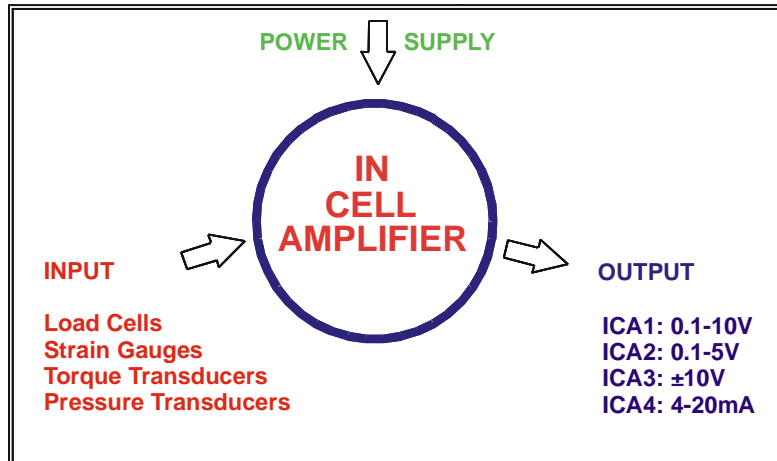 POWER SUPPLY
IN
CELL
AMPLIFIER
INPUT
Load Cells
Strain Gauges
Torque Transducers
Pressure Transducers
OUTPUT
ICA1: 0.1-10V
ICA2: 0.1-5V
ICA3: ±10V
ICA4: 4-20mA